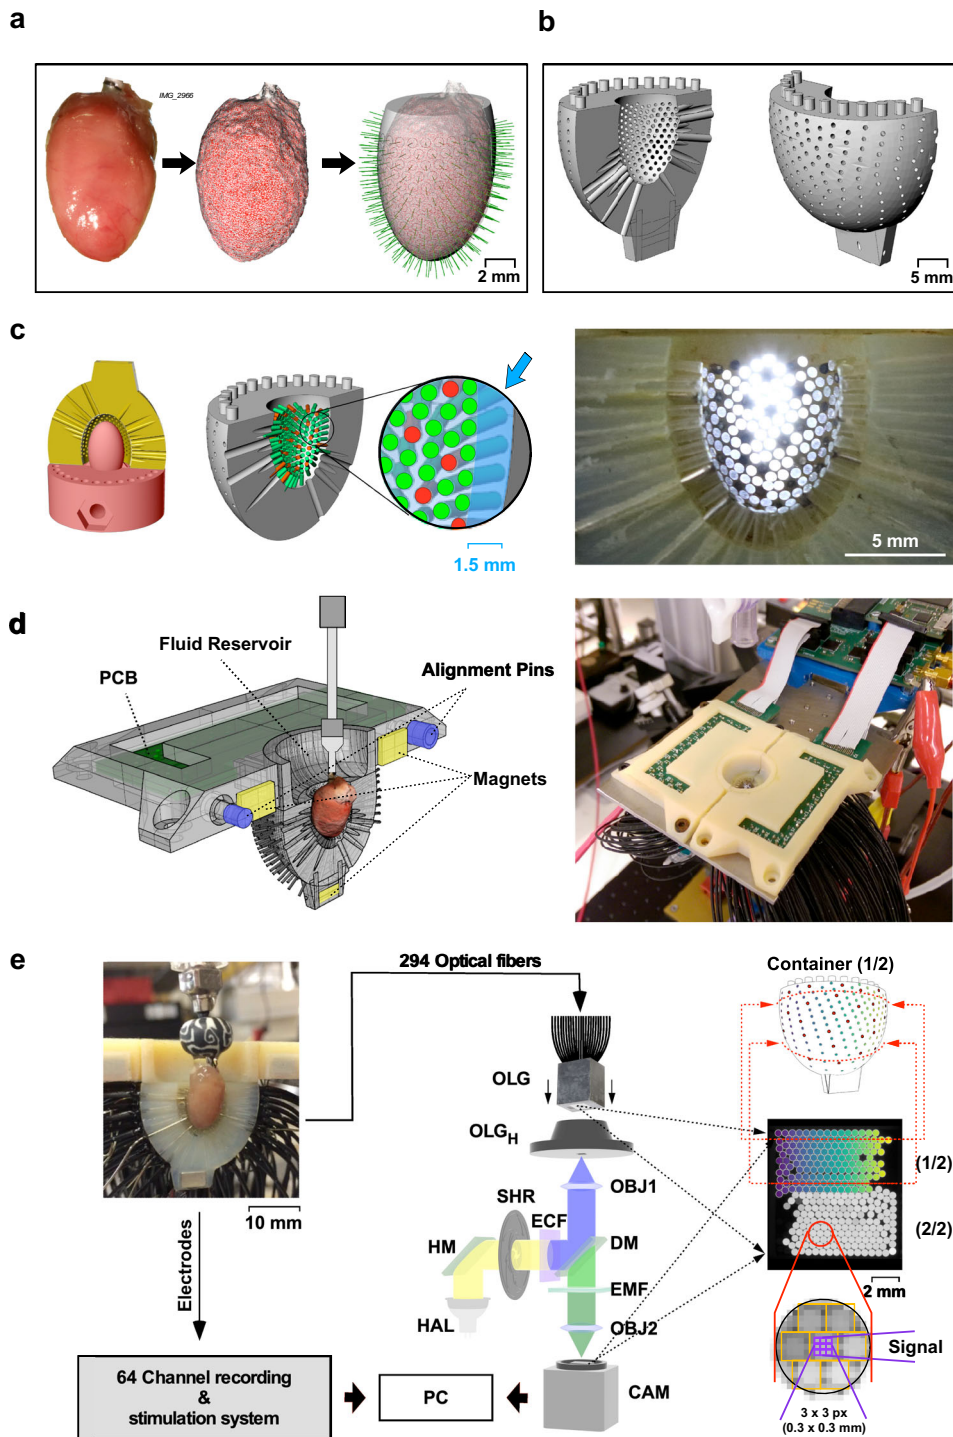 a
b
IMG_2966
2 mm
5 mm
c
1.5 mm
5 mm
d
Fluid Reservoir
PCB
Alignment Pins
Magnets
e
294 Optical fibers
Container (1/2)
OLG
OLGH
(1/2)
10 mm
SHR
OBJ1
(2/2)
ECF
HM
DM
2 mm
Electrodes
EMF
HAL
OBJ2
Signal
64 Channel recording
&
stimulation system
PC
CAM
3 x 3 px
(0.3 x 0.3 mm)